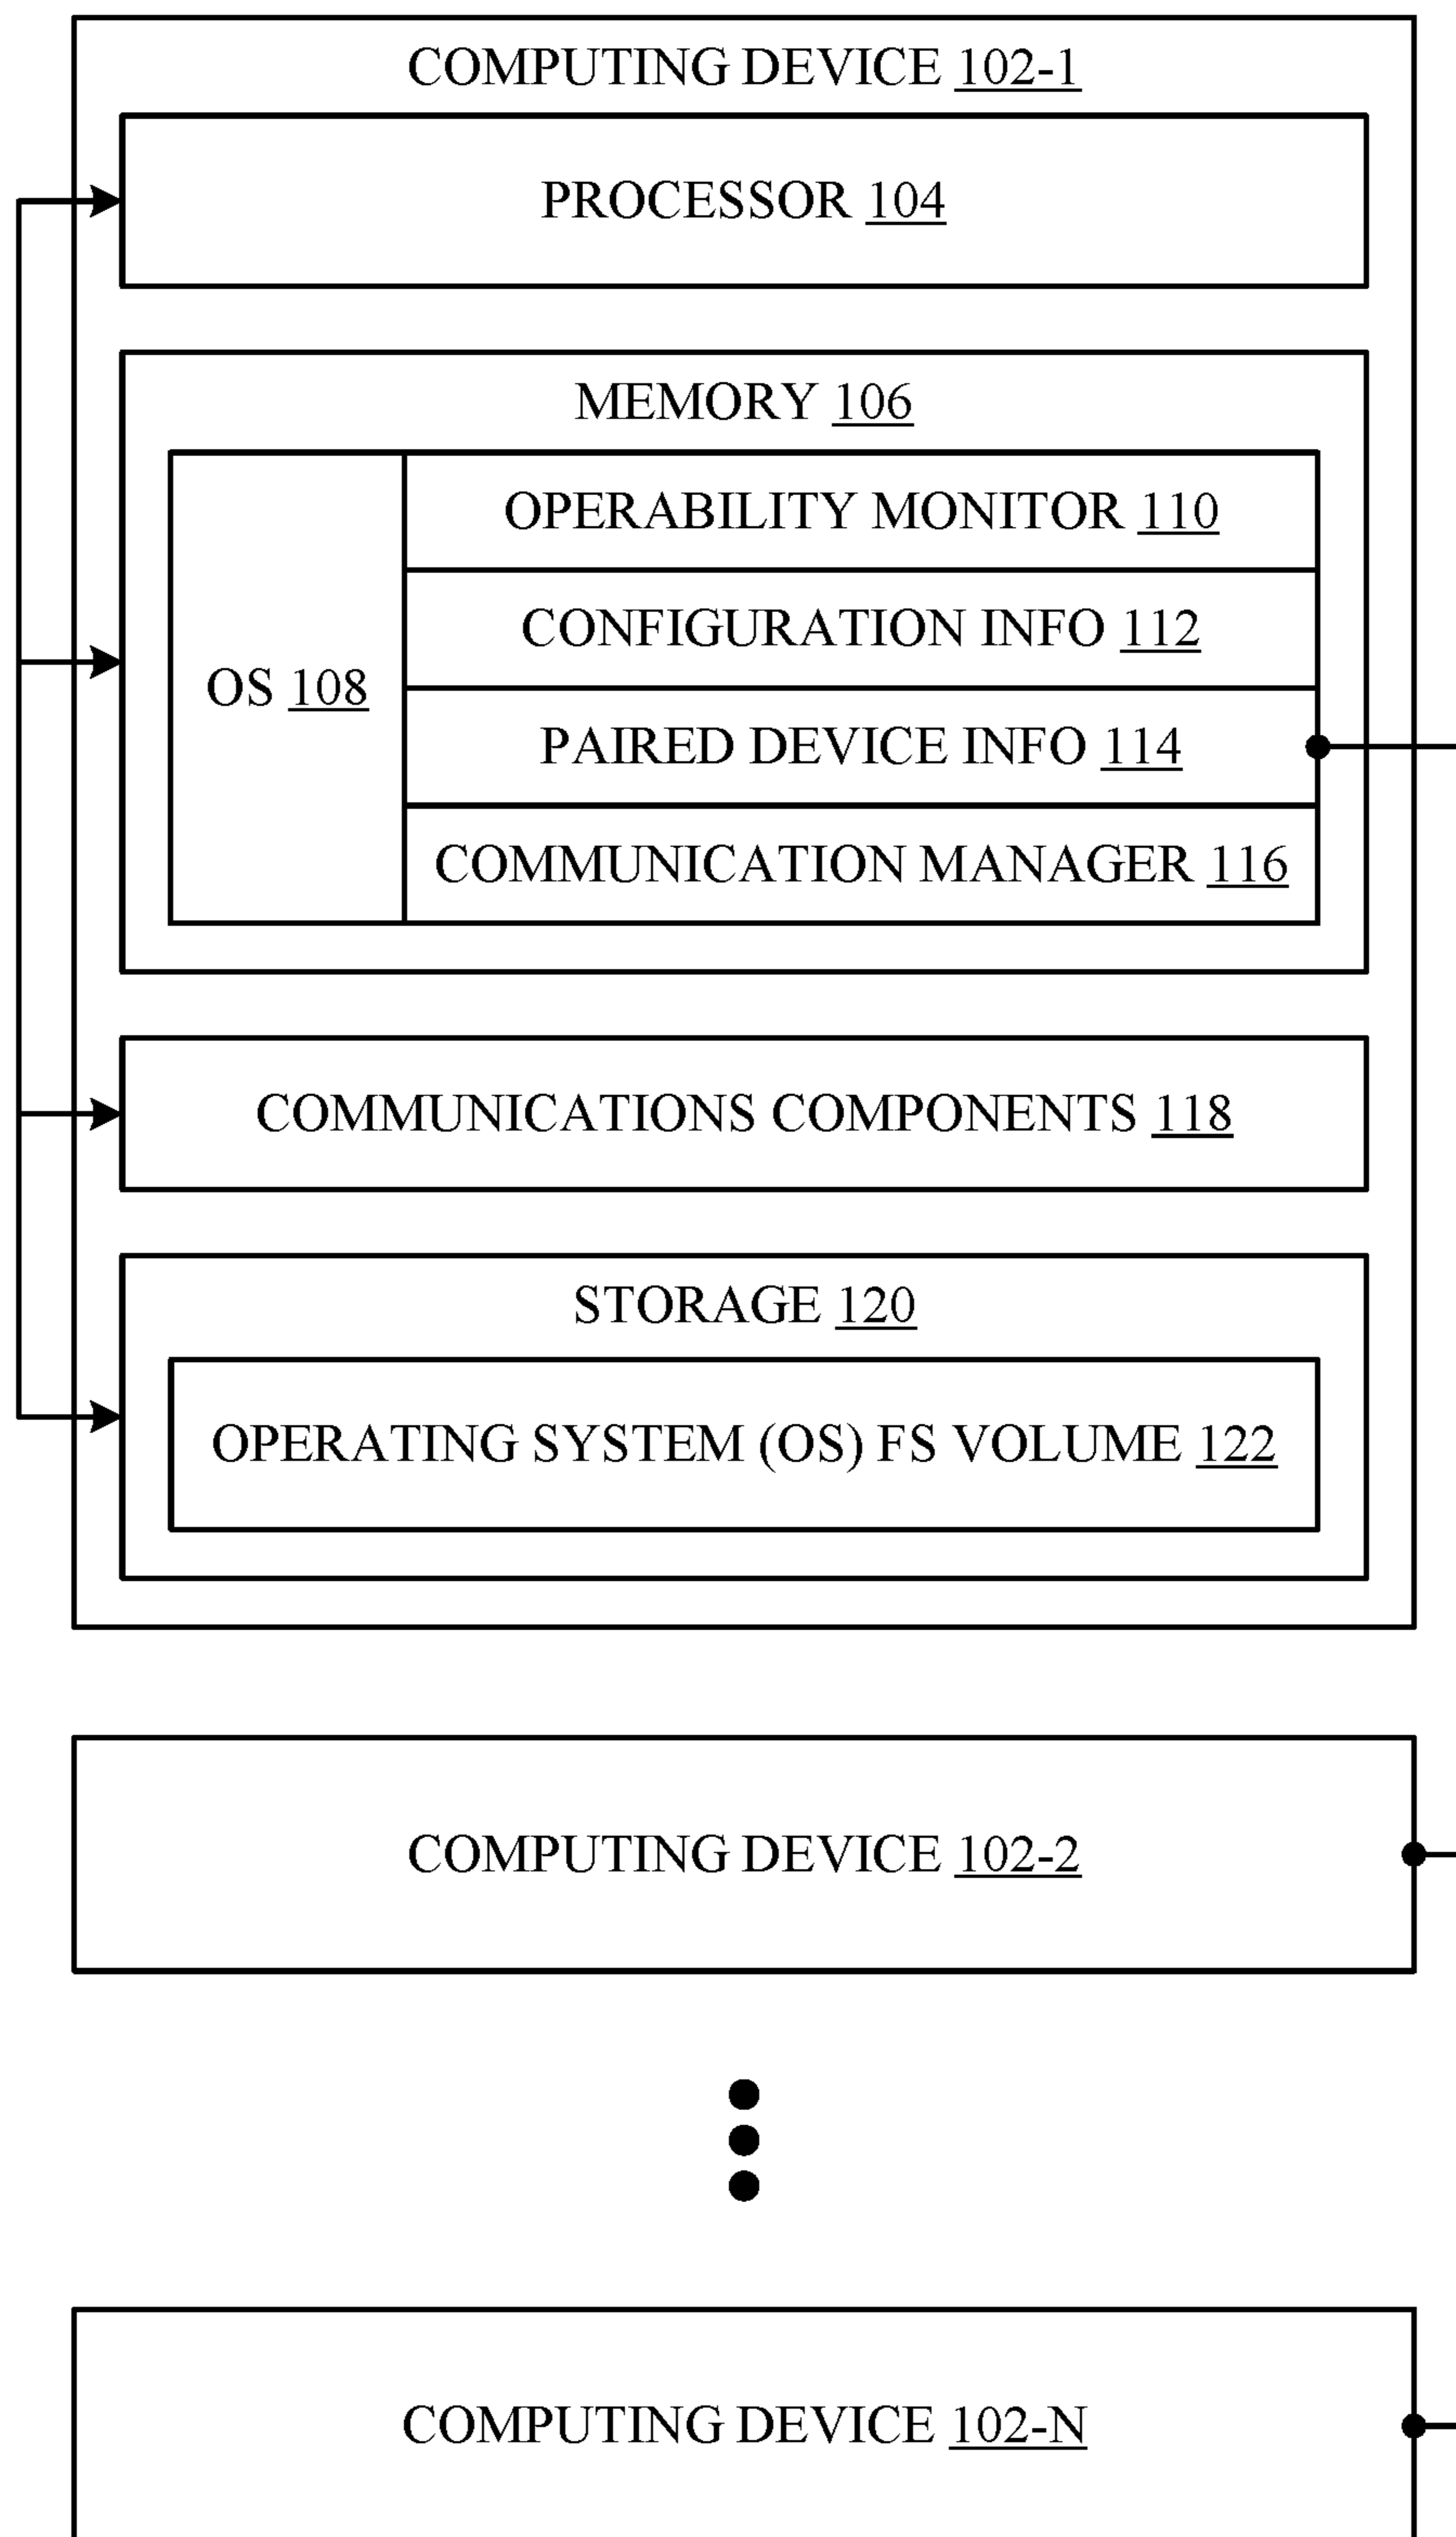 COMPUTING DEVICE 102-1
PROCESSOR 104
MEMORY 106
OS 108
OPERABILITY MONITOR 110
CONFIGURATION INFO 112
PAIRED DEVICE INFO 114
COMMUNICATION MANAGER 116
COMMUNICATIONS COMPONENTS 118
STORAGE 120
OPERATING SYSTEM (OS) FS VOLUME 122
COMPUTING DEVICE 102-2
COMPUTING DEVICE 102-N